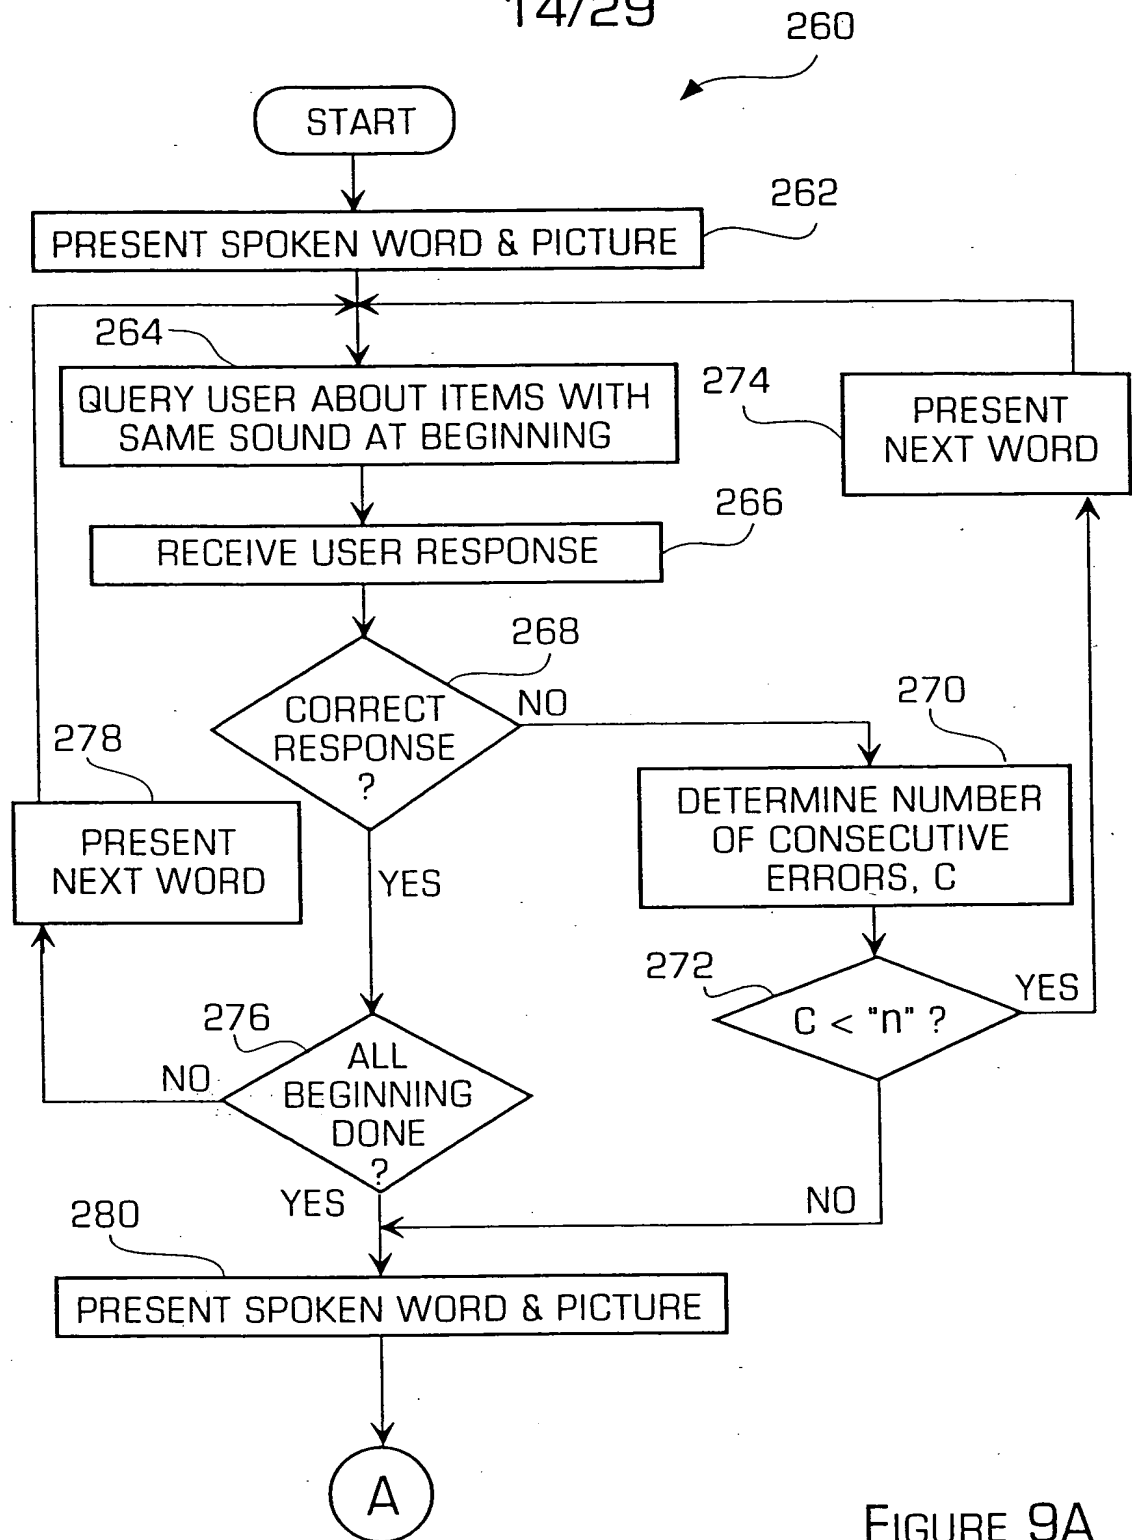 14/29
260
START
262
PRESENT SPOKEN WORD & PICTURE
264
QUERY USER ABOUT ITEMS WITH
SAME SOUND AT BEGINNING
274
PRESENT
NEXT WORD
266
RECEIVE USER RESPONSE
268
CORRECT
RESPONSE
?
NO
270
DETERMINE NUMBER
OF CONSECUTIVE
ERRORS, C
278
PRESENT
NEXT WORD
YES
272
C < "n" ?
YES
276
ALL
BEGINNING
DONE
?
NO
YES
NO
280
PRESENT SPOKEN WORD & PICTURE
A
FIGURE 9A